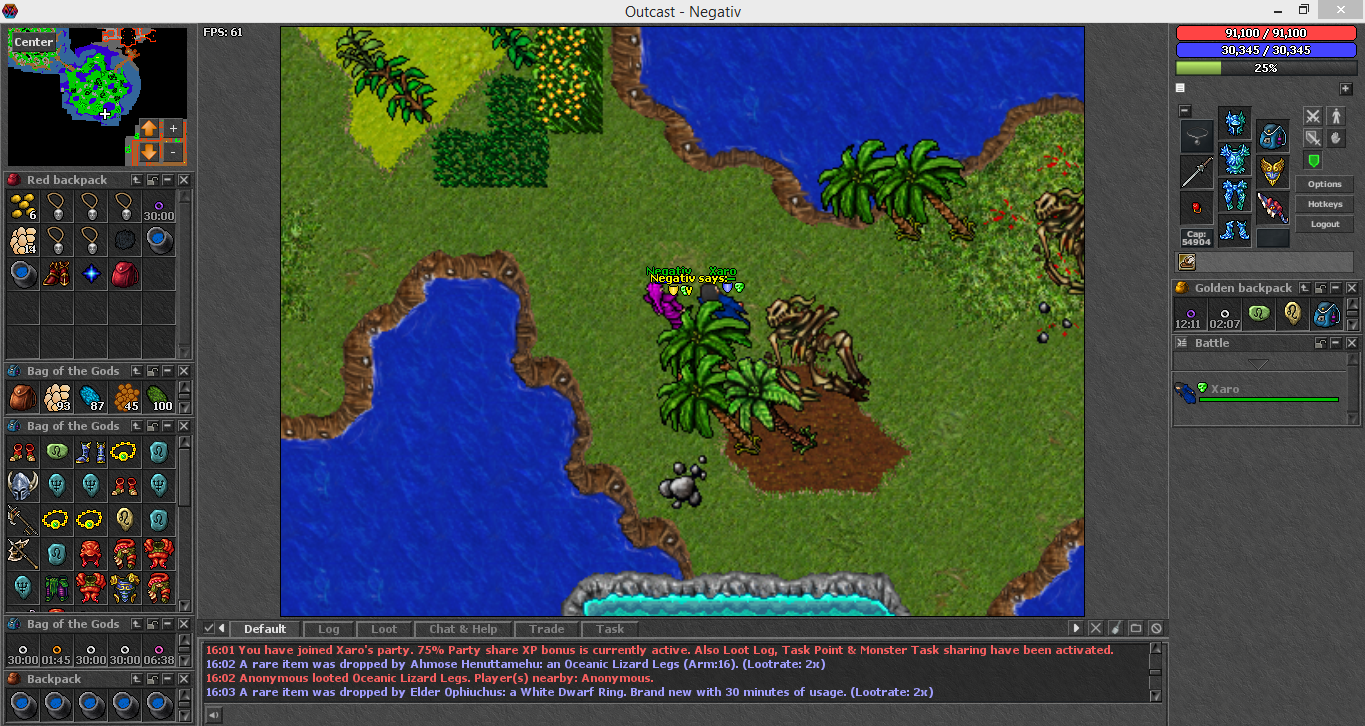 Outcast - Negativ
Center
FPS: 61
91,100 / 91,100
30,345 / 30,345
25%
+
-
Red backpack
6
30:00
Cap:
54904
Options
Hotkeys
Logout
Negativ Xaro
Negativ says:
Golden backpack
12:11 02:07
Battle
Xaro
Bag of the Gods
93 87 45 100
Bag of the Gods
Bag of the Gods
30:00 01:45 30:00 30:00 06:38
Backpack
Default Log Loot Chat & Help Trade Task
16:01 You have joined Xaro's party. 75% Party share XP bonus is currently active. Also Loot Log, Task Point & Monster Task sharing have been activated.
16:02 A rare item was dropped by Ahmose Henuttamehu: an Oceanic Lizard Legs (Arm:16). (Lootrate: 2x)
16:02 Anonymous looted Oceanic Lizard Legs. Player(s) nearby: Anonymous.
16:03 A rare item was dropped by Elder Ophiuchus: a White Dwarf Ring. Brand new with 30 minutes of usage. (Lootrate: 2x)